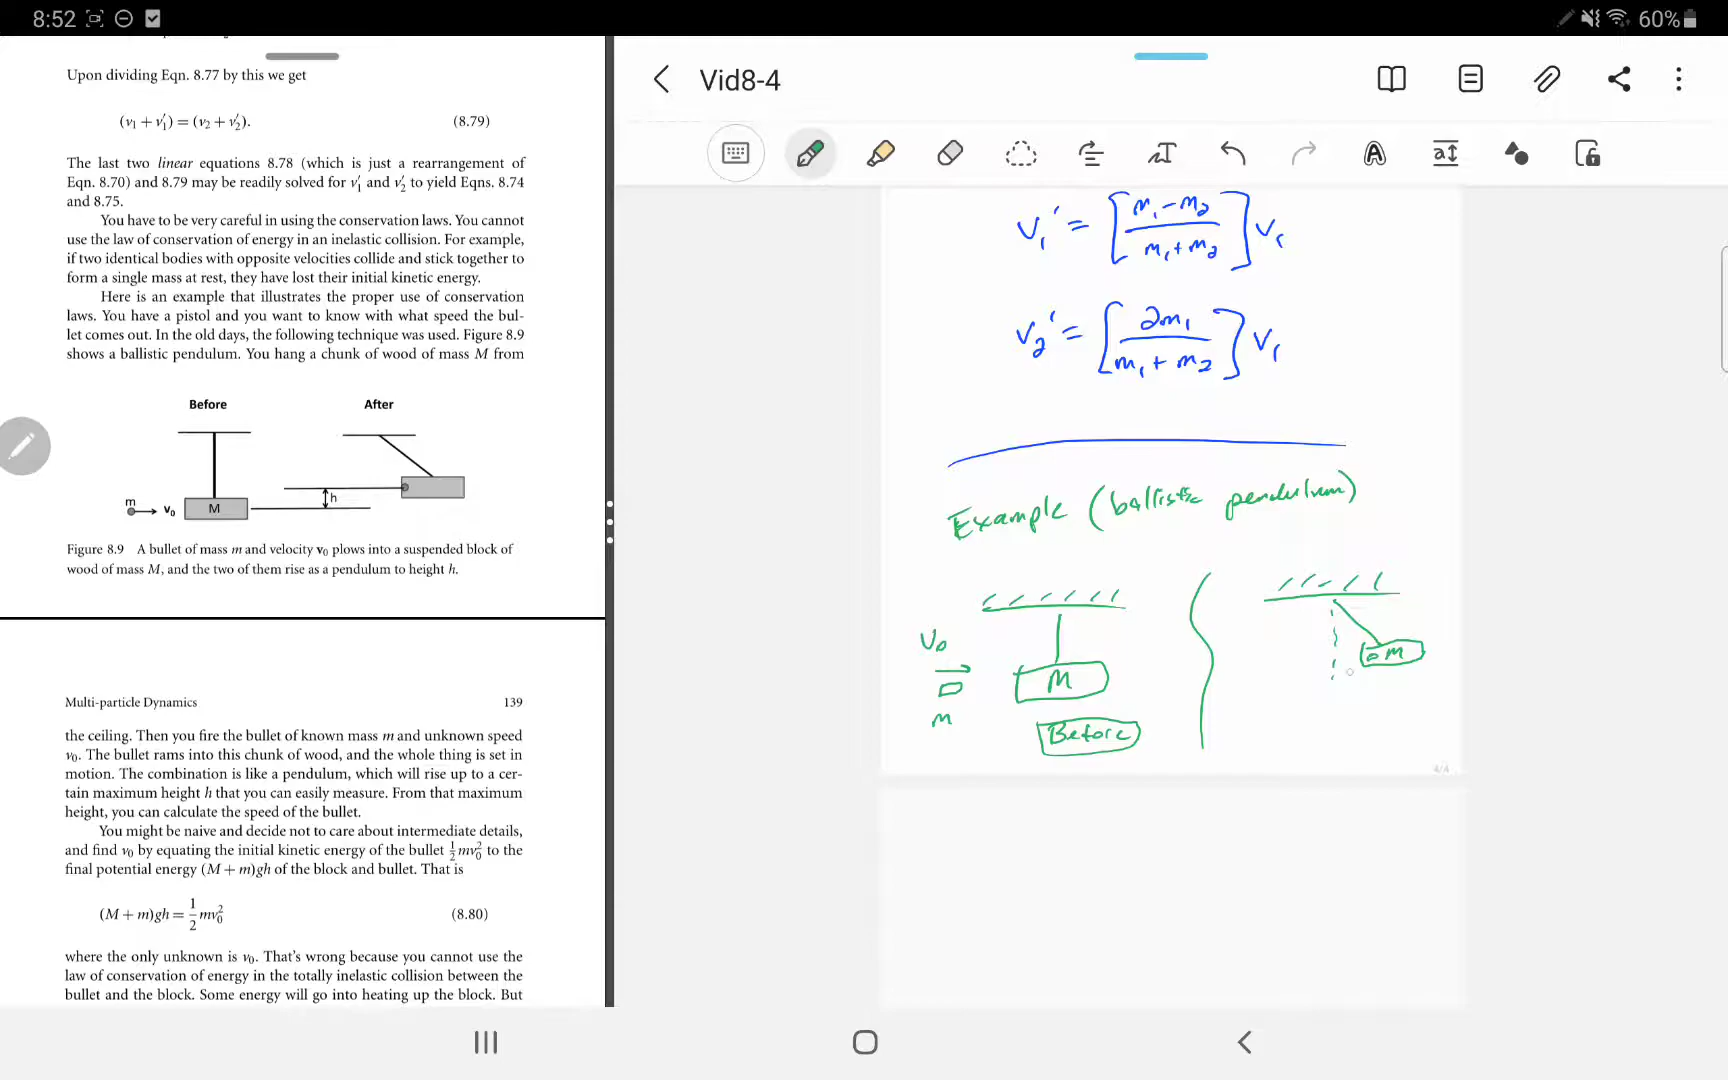 8:52
60%
Upon dividing Eqn. 8.77 by this we get
(v₁ + v₁′) = (v₂ + v₂′). (8.79)
The last two linear equations 8.78 (which is just a rearrangement of
Eqn. 8.70) and 8.79 may be readily solved for v₁′ and v₂′ to yield Eqns. 8.74
and 8.75.
You have to be very careful in using the conservation laws. You cannot
use the law of conservation of energy in an inelastic collision. For example,
if two identical bodies with opposite velocities collide and stick together to
form a single mass at rest, they have lost their initial kinetic energy.
Here is an example that illustrates the proper use of conservation
laws. You have a pistol and you want to know with what speed the bul-
let comes out. In the old days, the following technique was used. Figure 8.9
shows a ballistic pendulum. You hang a chunk of wood of mass M from
Before After
h
m
v₀ M
Figure 8.9 A bullet of mass m and velocity v₀ plows into a suspended block of
wood of mass M, and the two of them rise as a pendulum to height h.
Multi-particle Dynamics 139
the ceiling. Then you fire the bullet of known mass m and unknown speed
v₀. The bullet rams into this chunk of wood, and the whole thing is set in
motion. The combination is like a pendulum, which will rise up to a cer-
tain maximum height h that you can easily measure. From that maximum
height, you can calculate the speed of the bullet.
You might be naive and decide not to care about intermediate details,
and find v₀ by equating the initial kinetic energy of the bullet ½mv₀² to the
final potential energy (M + m)gh of the block and bullet. That is
(M + m)gh = ½ mv₀² (8.80)
where the only unknown is v₀. That's wrong because you cannot use the
law of conservation of energy in the totally inelastic collision between the
bullet and the block. Some energy will go into heating up the block. But
Vid8-4
V₁′ = [(m₁ - m₂)/(m₁ + m₂)] V₁
V₂′ = [2m₁/(m₁ + m₂)] V₁
Example (ballistic pendulum)
V₀
M
m
Before
M
4/4